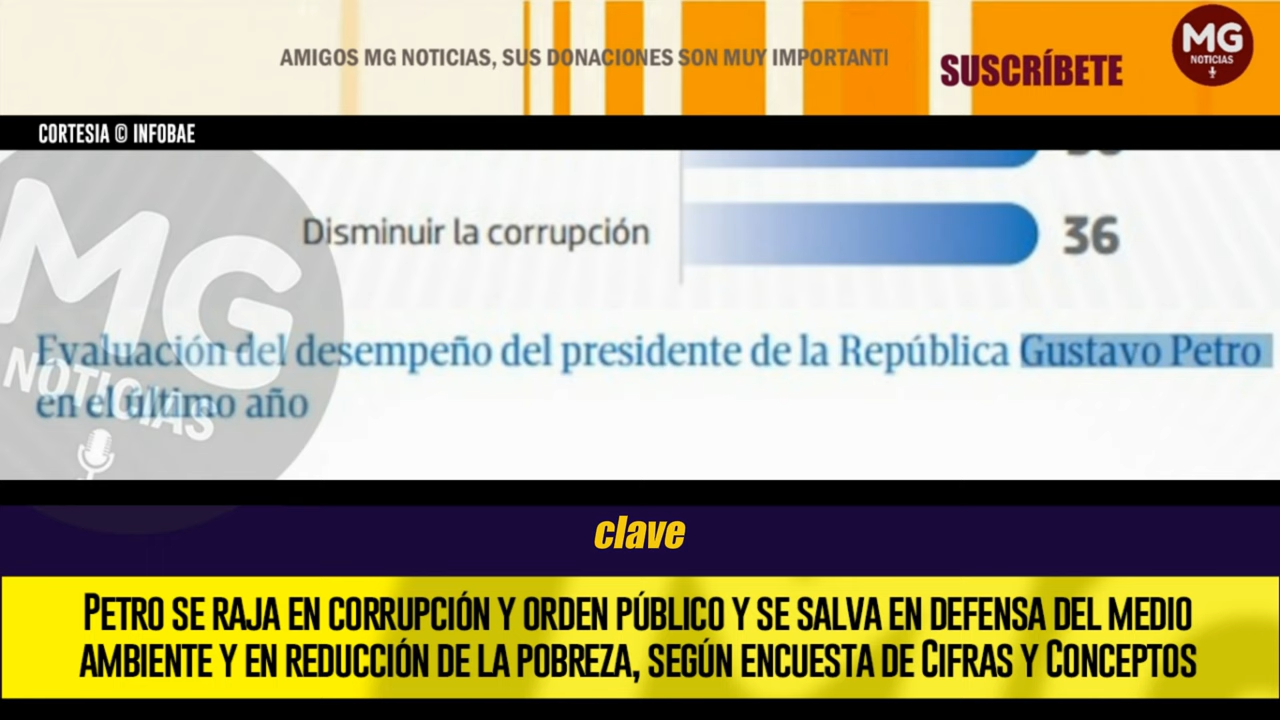 AMIGOS MG NOTICIAS, SUS DONACIONES SON MUY IMPORTANT
SUSCRÍBETE
MG
NOTICIAS
CORTESIA © INFOBAE
Disminuir la corrupción 36
MG
NOTICIAS
Evaluación del desempeño del presidente de la República Gustavo Petro
en el último año
clave
PETRO SE RAJA EN CORRUPCIÓN Y ORDEN PÚBLICO Y SE SALVA EN DEFENSA DEL MEDIO
AMBIENTE Y EN REDUCCIÓN DE LA POBREZA, SEGÚN ENCUESTA DE CIFRAS Y CONCEPTOS